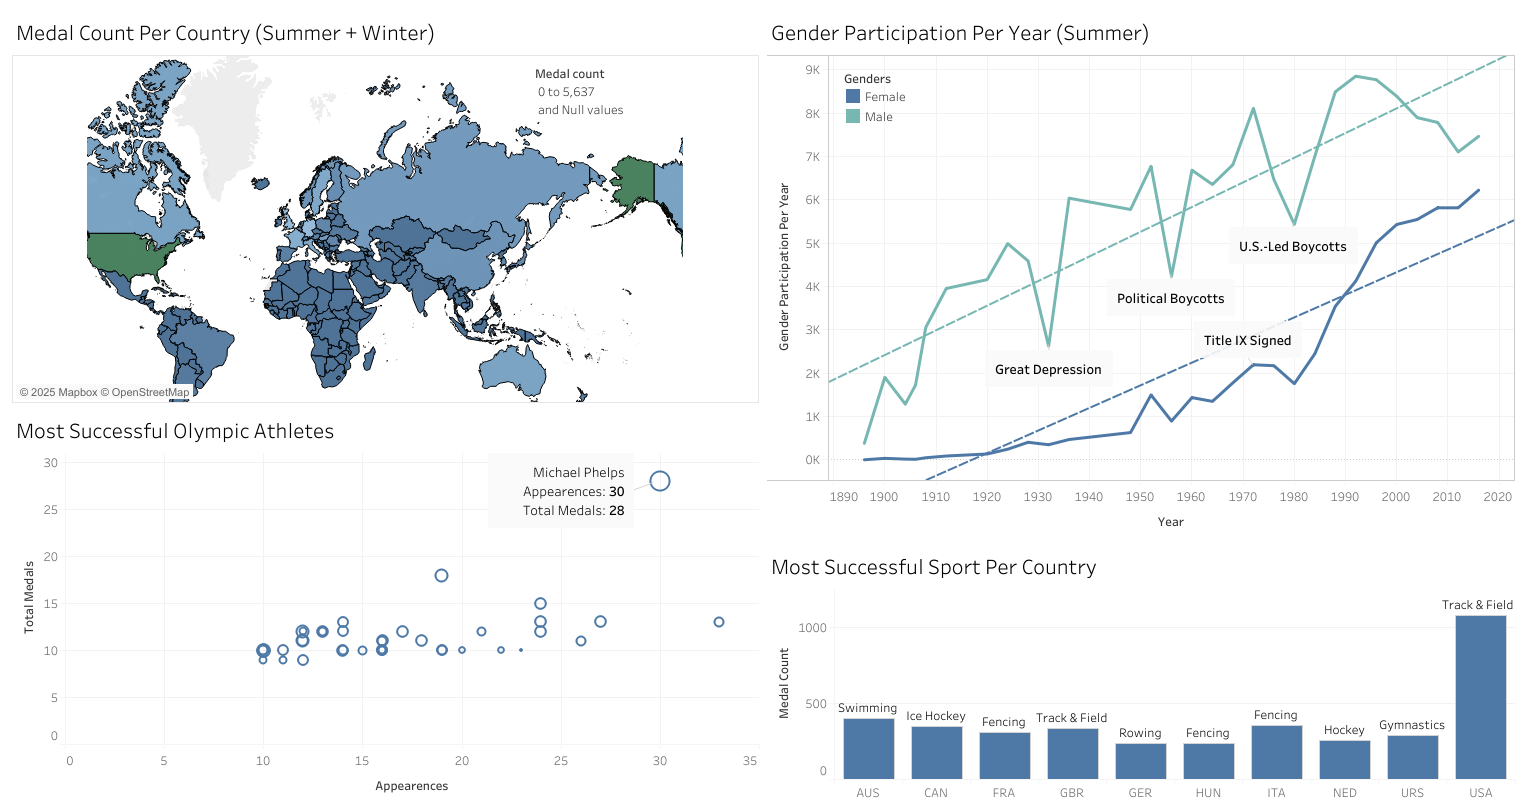 Medal Count Per Country (Summer + Winter)
Medal count
0 to 5,637
and Null values
© 2025 Mapbox © OpenStreetMap
Most Successful Olympic Athletes
Total Medals
30
25
20
15
10
5
0
Michael Phelps
Appearences: 30
Total Medals: 28
0 5 10 15 20 25 30 35
Appearences
Gender Participation Per Year (Summer)
Gender Participation Per Year
9K
8K
7K
6K
5K
4K
3K
2K
1K
0K
Genders
Female
Male
U.S.-Led Boycotts
Political Boycotts
Title IX Signed
Great Depression
1890 1900 1910 1920 1930 1940 1950 1960 1970 1980 1990 2000 2010 2020
Year
Most Successful Sport Per Country
Medal Count
1000
500
0
Swimming
Ice Hockey
Fencing
Track & Field
Rowing
Fencing
Fencing
Hockey
Gymnastics
Track & Field
AUS CAN FRA GBR GER HUN ITA NED URS USA